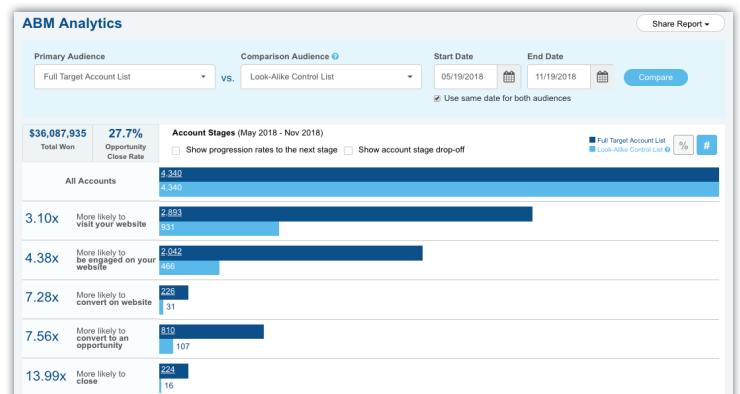 ABM Analytics
Share Report
Primary Audience
Comparison Audience
Start Date
End Date
Full Target Account List
vs.
Look-Alike Control List
05/19/2018
11/19/2018
Compare
Use same date for both audiences
$36,087,935
Total Won
27.7%
Opportunity
Close Rate
Account Stages (May 2018 - Nov 2018)
Show progression rates to the next stage
Show account stage drop-off
Full Target Account List
Look-Alike Control List
%
#
All Accounts
4,340
4,340
3.10x
More likely to
visit your website
2,893
931
4.38x
More likely to
be engaged on your
website
2,042
466
7.28x
More likely to
convert on website
226
31
7.56x
More likely to
convert to an
opportunity
810
107
13.99x
More likely to
close
224
16